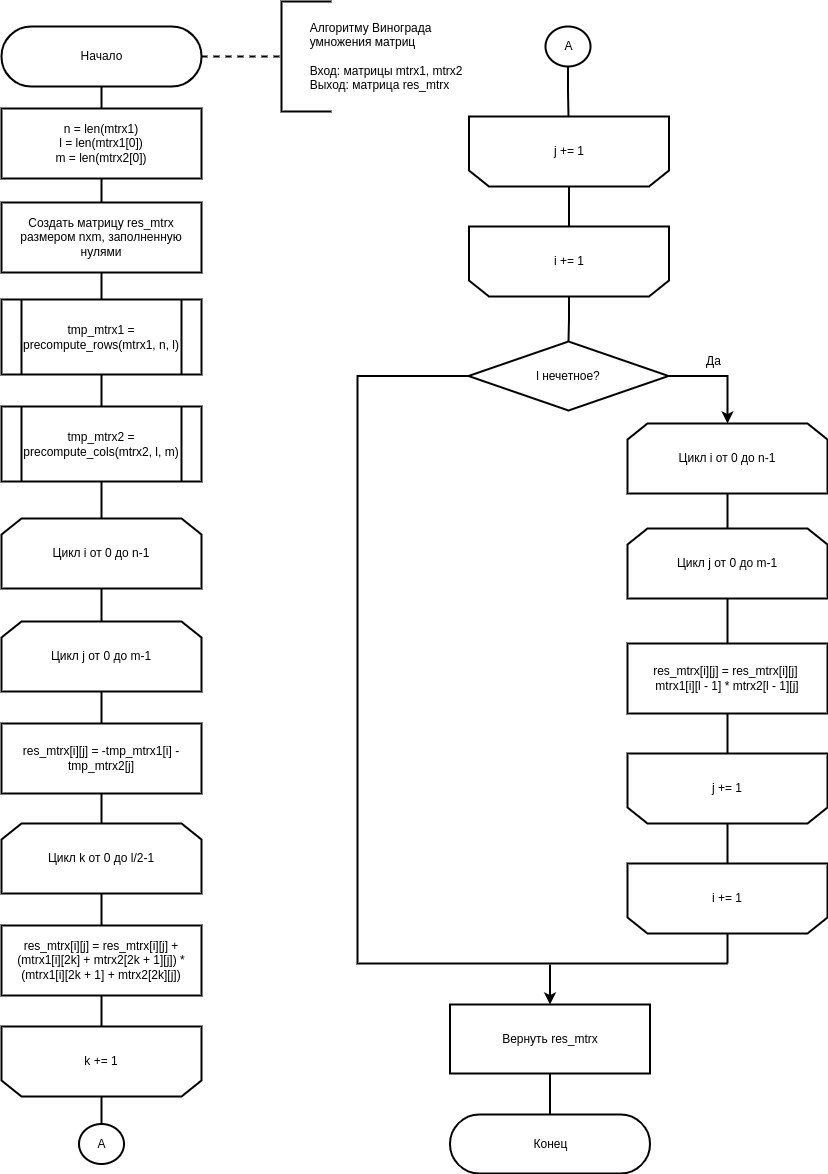 Начало
Алгоритму Винограда
умножения матриц
Вход: матрицы mtrx1, mtrx2
Выход: матрица res_mtrx
n = len(mtrx1)
l = len(mtrx1[0])
m = len(mtrx2[0])
Создать матрицу res_mtrx
размером nxm, заполненную
нулями
tmp_mtrx1 =
precompute_rows(mtrx1, n, l)
tmp_mtrx2 =
precompute_cols(mtrx2, l, m)
Цикл i от 0 до n-1
Цикл j от 0 до m-1
res_mtrx[i][j] = -tmp_mtrx1[i] -
tmp_mtrx2[j]
Цикл k от 0 до l/2-1
res_mtrx[i][j] = res_mtrx[i][j] +
(mtrx1[i][2k] + mtrx2[2k + 1][j]) *
(mtrx1[i][2k + 1] + mtrx2[2k][j])
k += 1
A
A
j += 1
i += 1
l нечетное?
Да
Цикл i от 0 до n-1
Цикл j от 0 до m-1
res_mtrx[i][j] = res_mtrx[i][j]
mtrx1[i][l - 1] * mtrx2[l - 1][j]
j += 1
i += 1
Вернуть res_mtrx
Конец